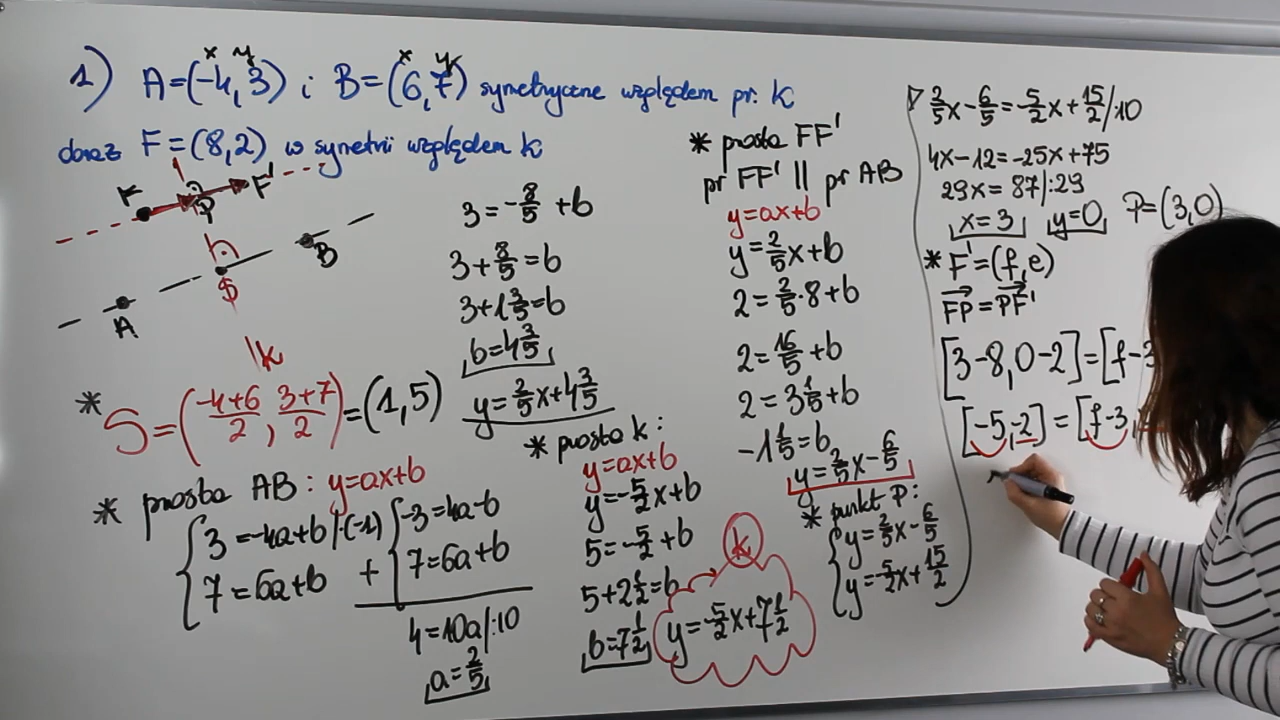 1) A=(-4,3) i B=(6,7) symetryczne względem pr. k
x y x y
oraz F=(8,2) w symetrii względem k
F P F'
S B
A
k
* S=(-4+6/2, 3+7/2)=(1,5)
* prosta AB: y=ax+b
{3=-4a+b/·(-1)
7=6a+b
+ {-3=4a-b
7=6a+b
4=10a/:10
a=2/5
3=-8/5+b
3+8/5=b
3+1 3/5=b
b=4 3/5
y=2/5x+4 3/5
* prosta k:
y=ax+b
y=-5/2x+b
5=-5/2+b
5+2 1/2=b
b=7 1/2
k
y=-5/2x+7 1/2
* prosta FF'
pr FF' || pr AB
y=ax+b
y=2/5x+b
2=2/5·8+b
2=16/5+b
2=3 1/5+b
-1 1/5=b
y=2/5x-6/5
* punkt P:
{y=2/5x-6/5
y=-5/2x+15/2
2/5x-6/5=-5/2x+15/2/·10
4x-12=-25x+75
29x=87/:29
x=3 y=0 P=(3,0)
* F'=(f,e)
FP=PF'
[3-8,0-2]=[f-3
[-5,-2]=[f-3,